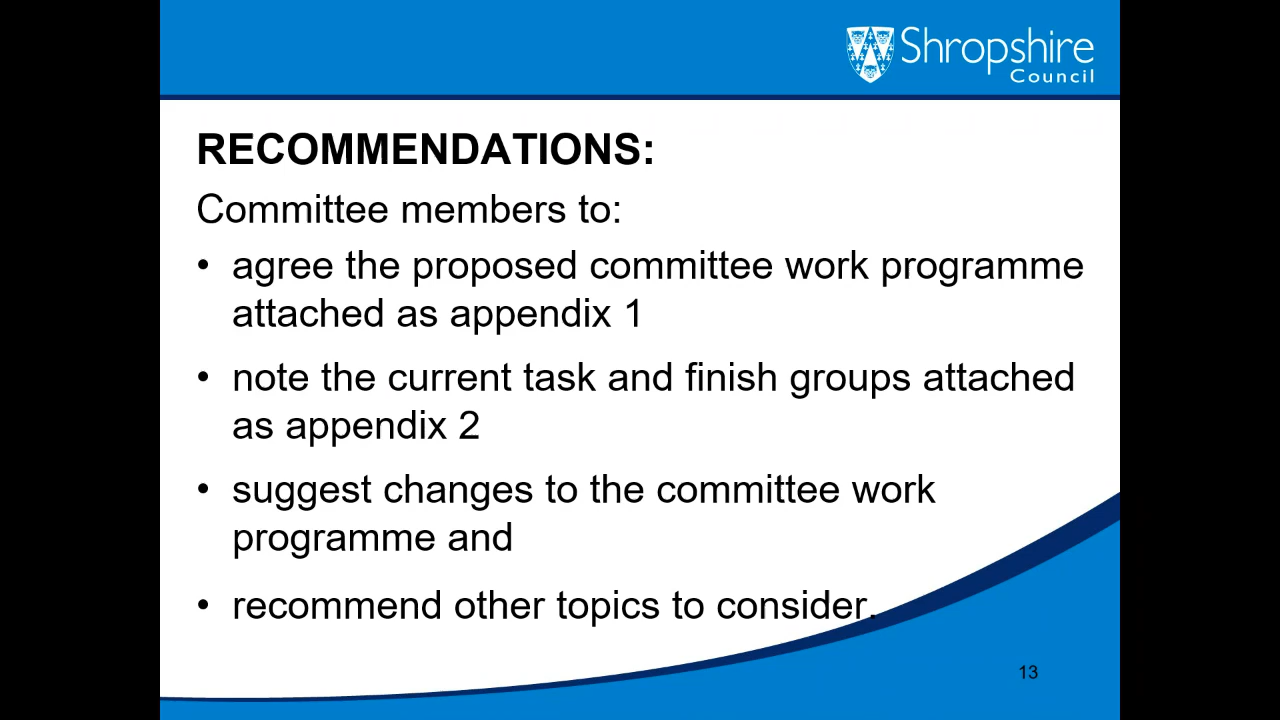 Shropshire
Council
RECOMMENDATIONS:
Committee members to:
• agree the proposed committee work programme
attached as appendix 1
• note the current task and finish groups attached
as appendix 2
• suggest changes to the committee work
programme and
• recommend other topics to consider.
13